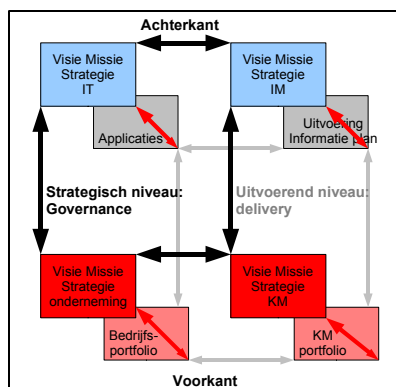 Achterkant
Visie Missie
Strategie
IT
Visie Missie
Strategie
IM
Applicaties
Uitvoering
Informatie plan
Strategisch niveau:
Governance
Uitvoerend niveau:
delivery
Visie Missie
Strategie
onderneming
Visie Missie
Strategie
KM
Bedrijfs-
portfolio
KM
portfolio
Voorkant